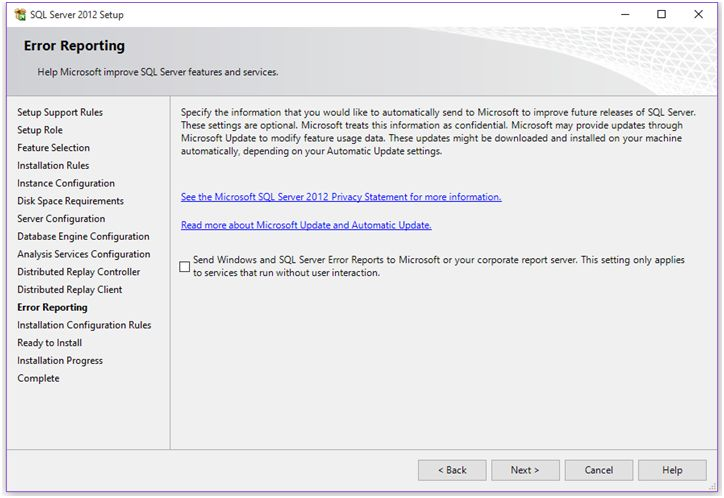 SQL Server 2012 Setup
Error Reporting
Help Microsoft improve SQL Server features and services.
Setup Support Rules
Setup Role
Feature Selection
Installation Rules
Instance Configuration
Disk Space Requirements
Server Configuration
Database Engine Configuration
Analysis Services Configuration
Distributed Replay Controller
Distributed Replay Client
Error Reporting
Installation Configuration Rules
Ready to Install
Installation Progress
Complete
Specify the information that you would like to automatically send to Microsoft to improve future releases of SQL Server.
These settings are optional. Microsoft treats this information as confidential. Microsoft may provide updates through
Microsoft Update to modify feature usage data. These updates might be downloaded and installed on your machine
automatically, depending on your Automatic Update settings.
See the Microsoft SQL Server 2012 Privacy Statement for more information.
Read more about Microsoft Update and Automatic Update.
Send Windows and SQL Server Error Reports to Microsoft or your corporate report server. This setting only applies
to services that run without user interaction.
< Back
Next >
Cancel
Help